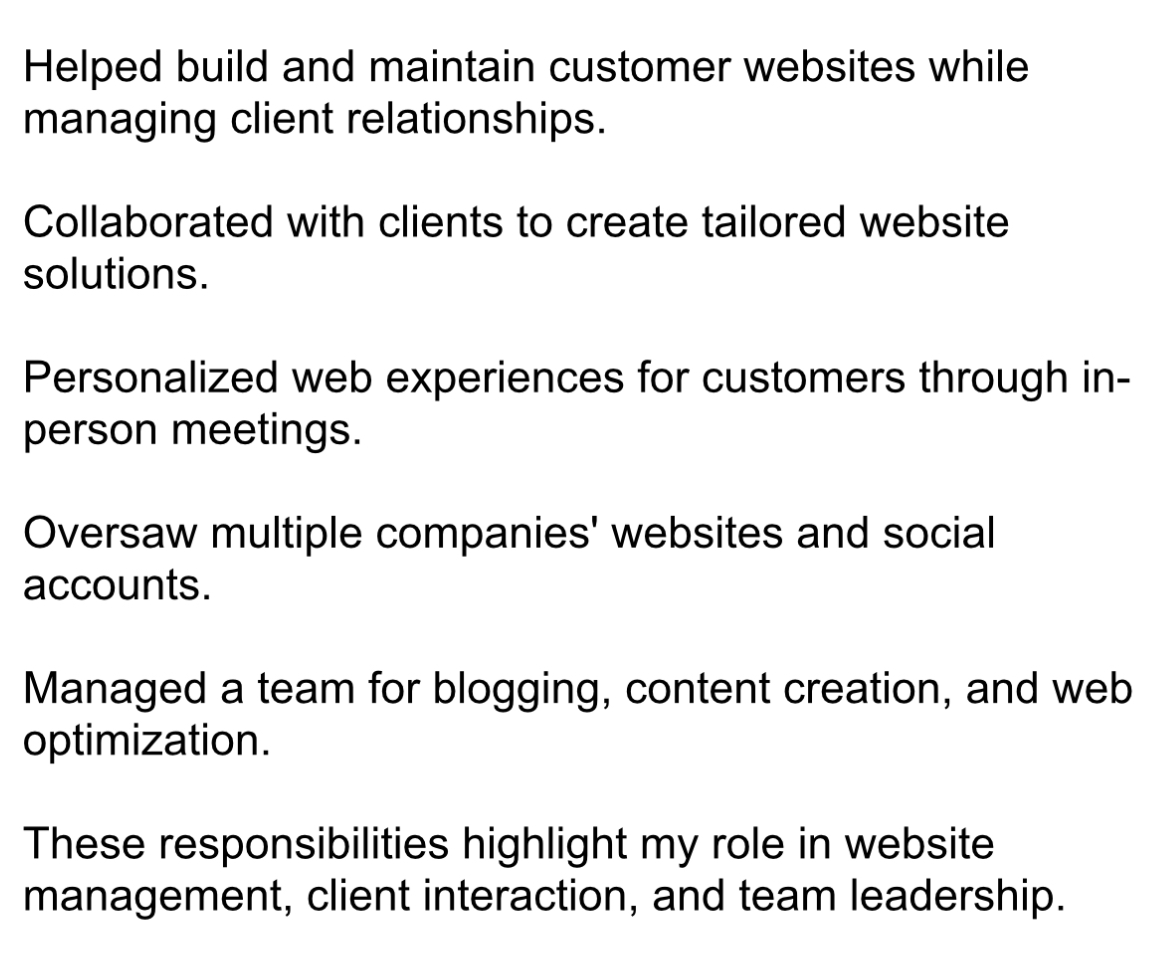 Helped build and maintain customer websites while
managing client relationships.
Collaborated with clients to create tailored website
solutions.
Personalized web experiences for customers through in-
person meetings.
Oversaw multiple companies' websites and social
accounts.
Managed a team for blogging, content creation, and web
optimization.
These responsibilities highlight my role in website
management, client interaction, and team leadership.